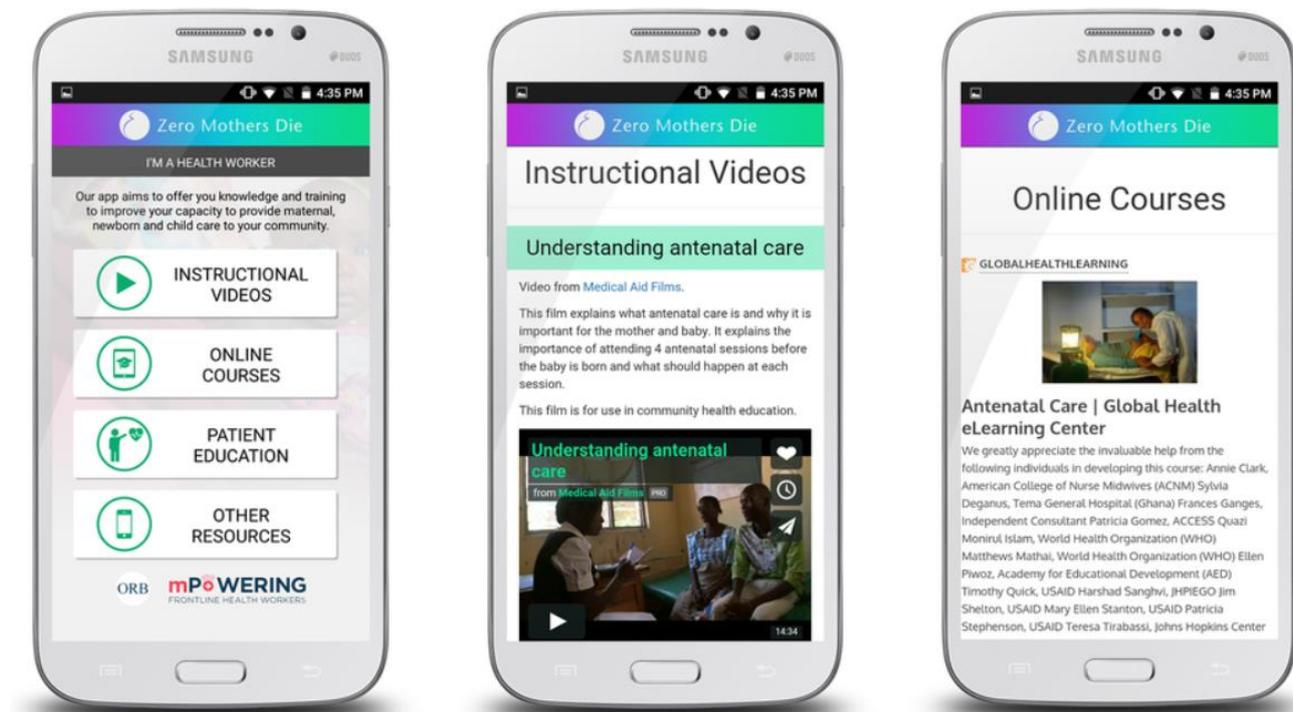 SAMSUNG
DUOS
4:35 PM
Zero Mothers Die
I'M A HEALTH WORKER
Our app aims to offer you knowledge and training
to improve your capacity to provide maternal,
newborn and child care to your community.
INSTRUCTIONAL
VIDEOS
ONLINE
COURSES
PATIENT
EDUCATION
OTHER
RESOURCES
ORB
mPOWERING
FRONTLINE HEALTH WORKERS
SAMSUNG
DUOS
4:35 PM
Zero Mothers Die
Instructional Videos
Understanding antenatal care
Video from Medical Aid Films.
This film explains what antenatal care is and why it is
important for the mother and baby. It explains the
importance of attending 4 antenatal sessions before
the baby is born and what should happen at each
session.
This film is for use in community health education.
Understanding antenatal
care
from Medical Aid Films PRO
14:34
SAMSUNG
DUOS
4:35 PM
Zero Mothers Die
Online Courses
GLOBALHEALTHLEARNING
Antenatal Care | Global Health
eLearning Center
We greatly appreciate the invaluable help from the
following individuals in developing this course: Annie Clark,
American College of Nurse Midwives (ACNM) Sylvia
Deganus, Tema General Hospital (Ghana) Frances Ganges,
Independent Consultant Patricia Gomez, ACCESS Quazi
Monirul Islam, World Health Organization (WHO)
Matthews Mathai, World Health Organization (WHO) Ellen
Piwoz, Academy for Educational Development (AED)
Timothy Quick, USAID Harshad Sanghvi, JHPIEGO Jim
Shelton, USAID Mary Ellen Stanton, USAID Patricia
Stephenson, USAID Teresa Tirabassi, Johns Hopkins Center